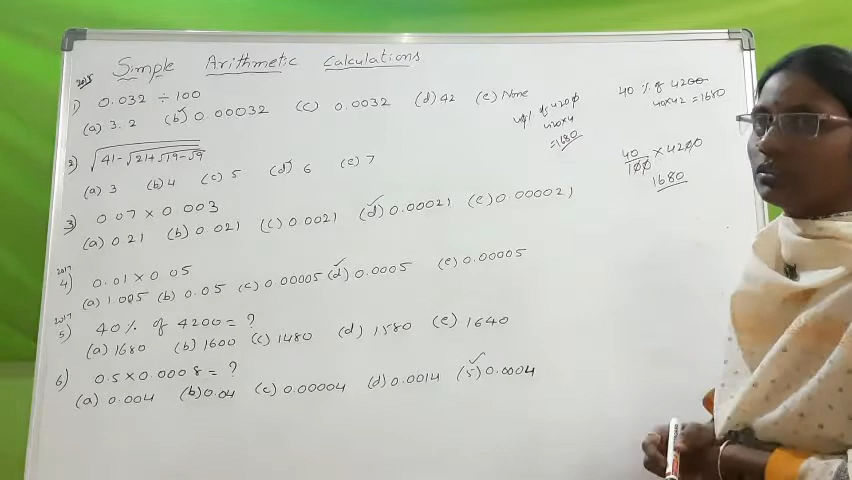 Simple Arithmetic Calculations
2018
1) 0.032 ÷ 100
(a) 3.2 (b) 0.00032 (c) 0.0032 (d) 42 (e) None
2) √41-√21+√19-√9
(a) 3 (b) 4 (c) 5 (d) 6 (e) 7
3) 0.07 × 0.003
(a) 0.21 (b) 0.021 (c) 0.0021 (d) 0.00021 (e) 0.000021
2017
4) 0.01 × 0.05
(a) 1.005 (b) 0.05 (c) 0.00005 (d) 0.0005 (e) 0.00005
2017
5) 40% of 4200 = ?
(a) 1680 (b) 1600 (c) 1480 (d) 1580 (e) 1640
6) 0.5 × 0.0008 = ?
(a) 0.004 (b) 0.04 (c) 0.00004 (d) 0.0014 (5) 0.0004
40% of 4200
420×4
=1680
40 % of 4200
40×42 = 1680
40/100 × 4200
1680